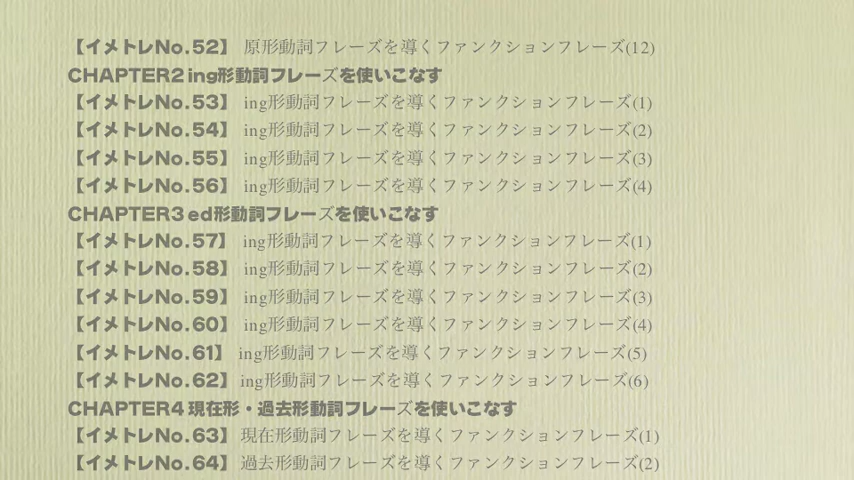 【イメトレNo.52】 原形動詞フレーズを導くファンクションフレーズ(12)
CHAPTER2 ing形動詞フレーズを使いこなす
【イメトレNo.53】 ing形動詞フレーズを導くファンクションフレーズ(1)
【イメトレNo.54】 ing形動詞フレーズを導くファンクションフレーズ(2)
【イメトレNo.55】 ing形動詞フレーズを導くファンクションフレーズ(3)
【イメトレNo.56】 ing形動詞フレーズを導くファンクションフレーズ(4)
CHAPTER3 ed形動詞フレーズを使いこなす
【イメトレNo.57】 ing形動詞フレーズを導くファンクションフレーズ(1)
【イメトレNo.58】 ing形動詞フレーズを導くファンクションフレーズ(2)
【イメトレNo.59】 ing形動詞フレーズを導くファンクションフレーズ(3)
【イメトレNo.60】 ing形動詞フレーズを導くファンクションフレーズ(4)
【イメトレNo.61】 ing形動詞フレーズを導くファンクションフレーズ(5)
【イメトレNo.62】 ing形動詞フレーズを導くファンクションフレーズ(6)
CHAPTER4 現在形・過去形動詞フレーズを使いこなす
【イメトレNo.63】 現在形動詞フレーズを導くファンクションフレーズ(1)
【イメトレNo.64】 過去形動詞フレーズを導くファンクションフレーズ(2)